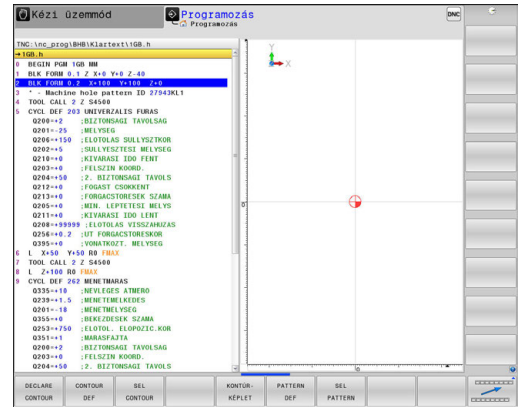 Kézi üzemmód
Programozás
Programozás
DNC
TNC:\nc_prog\BHB\Klartext\1GB.h
→1GB.h
0 BEGIN PGM 1GB MM
1 BLK FORM 0.1 Z X+0 Y+0 Z-40
2 BLK FORM 0.2 X+100 Y+100 Z+0
3 * - Machine hole pattern ID 27943KL1
4 TOOL CALL 2 Z S4500
5 CYCL DEF 203 UNIVERZALIS FURAS
Q200=+2 ;BIZTONSAGI TAVOLSAG
Q201=-25 ;MELYSEG
Q206=+150 ;ELOTOLAS SULLYSZTKOR
Q202=+5 ;SULLYESZTESI MELYSEG
Q210=+0 ;KIVARASI IDO FENT
Q203=+0 ;FELSZIN KOORD.
Q204=+50 ;2. BIZTONSAGI TAVOLS
Q212=+0 ;FOGAST CSOKKENT
Q213=+0 ;FORGACSTORESEK SZAMA
Q205=+0 ;MIN. LEPTETESI MELYS
Q211=+0 ;KIVARASI IDO LENT
Q208=+99999 ;ELOTOLAS VISSZAHUZAS
Q256=+0.2 ;UT FORGACSTORESKOR
Q395=+0 ;VONATKOZT. MELYSEG
6 L X+50 Y+50 R0 FMAX
7 TOOL CALL 2 Z S4500
8 L Z+100 R0 FMAX
9 CYCL DEF 262 MENETMARAS
Q335=+10 ;NEVLEGES ATMERO
Q239=+1.5 ;MENETEMELKEDES
Q201=-18 ;MENETMELYSEG
Q355=+0 ;BEKEZDESEK SZAMA
Q253=+750 ;ELOTOL. ELOPOZIC.KOR
Q351=+1 ;MARASFAJTA
Q200=+2 ;BIZTONSAGI TAVOLSAG
Q203=+0 ;FELSZIN KOORD.
Q204=+50 ;2. BIZTONSAGI TAVOLS
Y
X
0
0
DECLARE CONTOUR
CONTOUR DEF
SEL CONTOUR
KONTÚR-KÉPLET
PATTERN DEF
SEL PATTERN